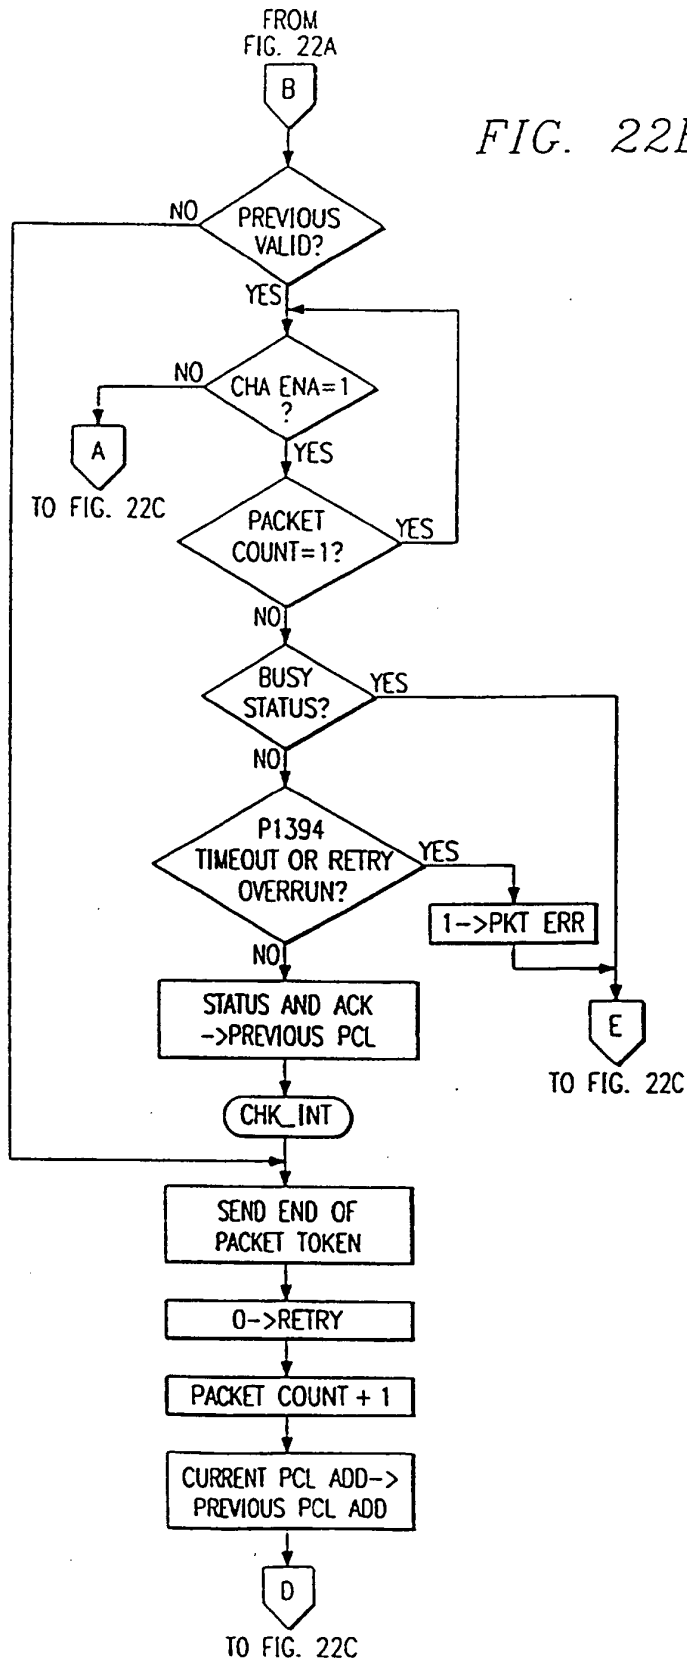 FROM
FIG. 22A
B
FIG. 22B
PREVIOUS
VALID?
NO
YES
CHA ENA=1
?
NO
A
TO FIG. 22C
YES
PACKET
COUNT=1?
YES
NO
BUSY
STATUS?
YES
NO
P1394
TIMEOUT OR RETRY
OVERRUN?
YES
1->PKT ERR
NO
STATUS AND ACK
->PREVIOUS PCL
E
TO FIG. 22C
CHK_INT
SEND END OF
PACKET TOKEN
0->RETRY
PACKET COUNT + 1
CURRENT PCL ADD->
PREVIOUS PCL ADD
D
TO FIG. 22C